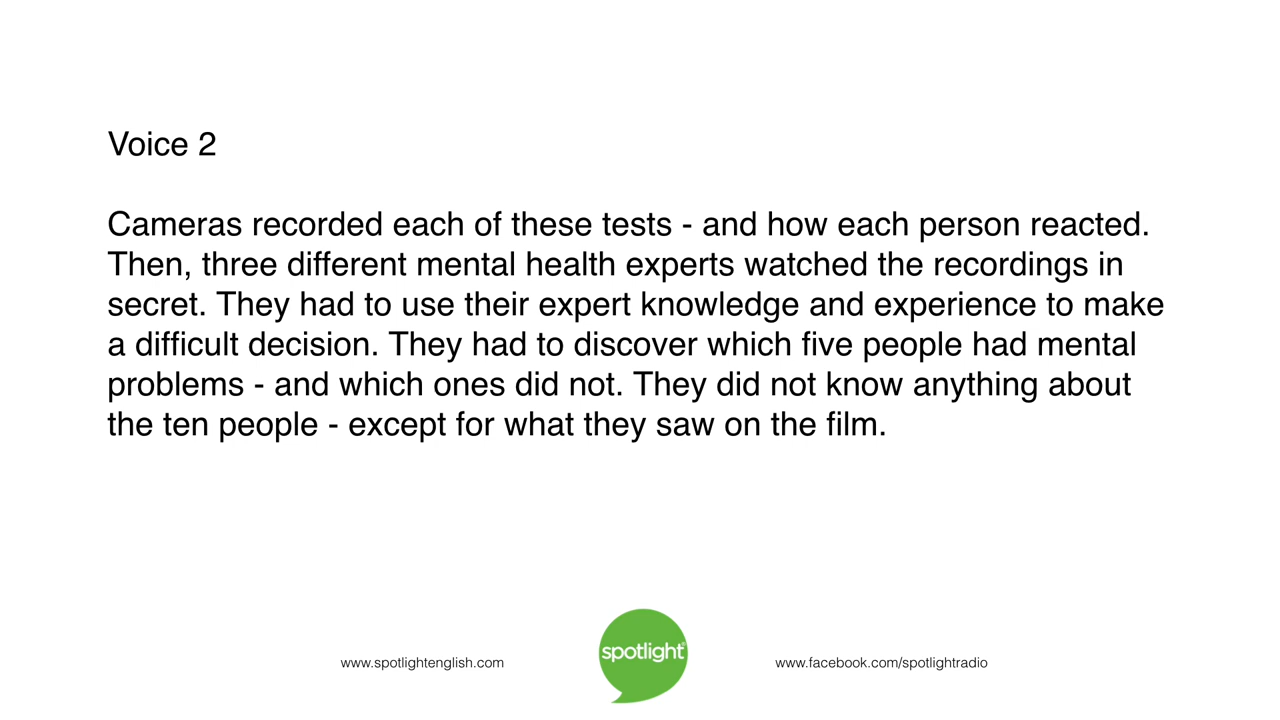 Voice 2
Cameras recorded each of these tests - and how each person reacted.
Then, three different mental health experts watched the recordings in
secret. They had to use their expert knowledge and experience to make
a difficult decision. They had to discover which five people had mental
problems - and which ones did not. They did not know anything about
the ten people - except for what they saw on the film.
www.spotlightenglish.com
spotlight®
www.facebook.com/spotlightradio